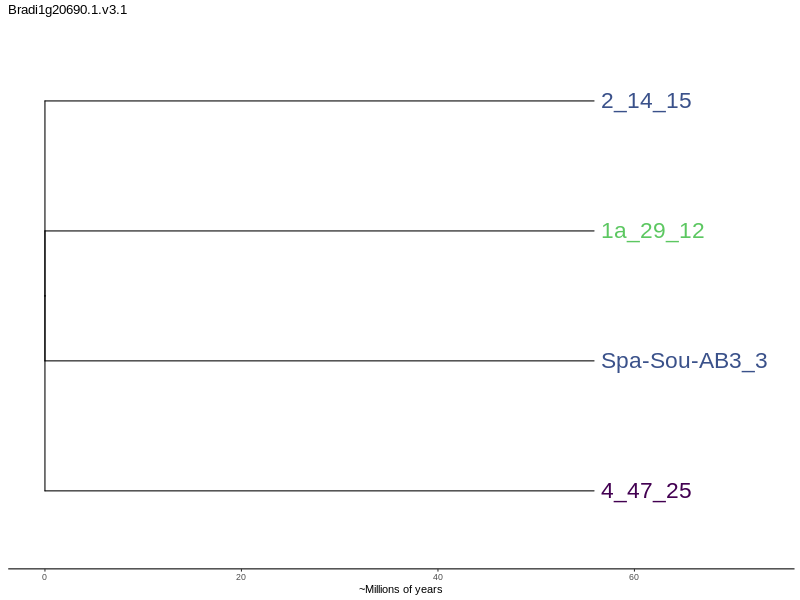 Bradi1g20690.1.v3.1
2_14_15
1a_29_12
Spa-Sou-AB3_3
4_47_25
0 20 40 60
~Millions of years